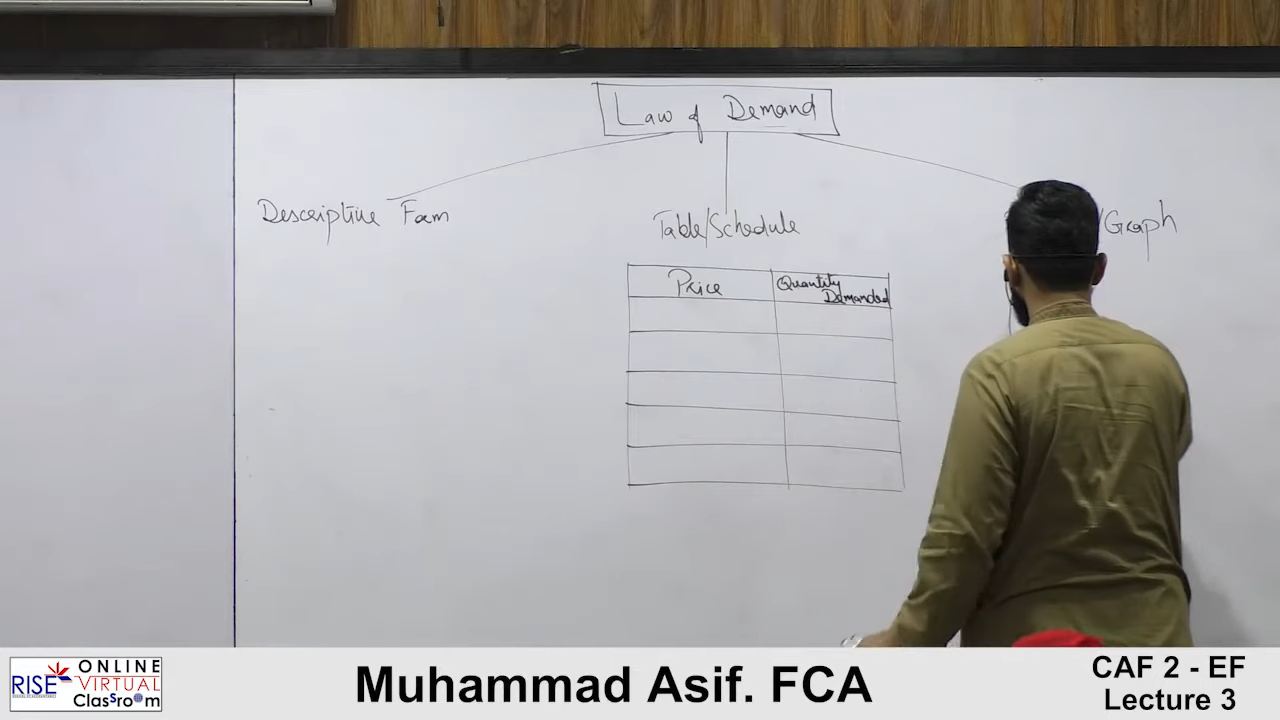 Law of Demand
Descriptive Form
Table/Schedule
/Graph
Price
Quantity
Demanded
RISE
ONLINE
VIRTUAL
Classroom
Muhammad Asif. FCA
CAF 2 - EF
Lecture 3